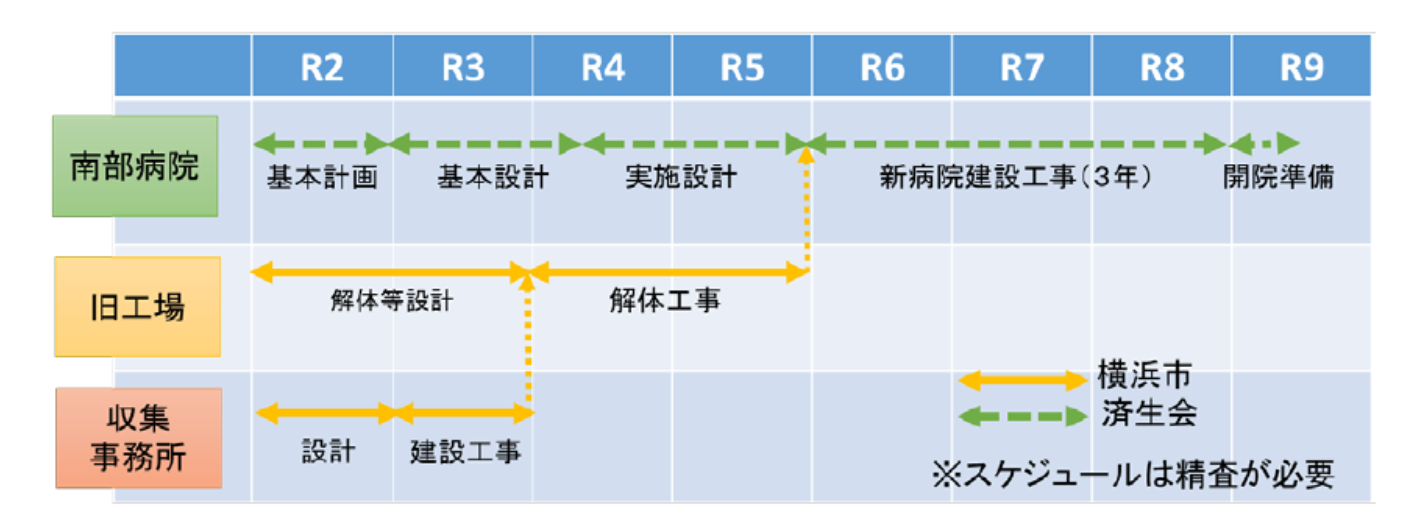 R2 R3 R4 R5 R6 R7 R8 R9
南部病院
基本計画 基本設計 実施設計 新病院建設工事(3年) 開院準備
旧工場
解体等設計 解体工事
収集
事務所
設計 建設工事
横浜市
済生会
※スケジュールは精査が必要